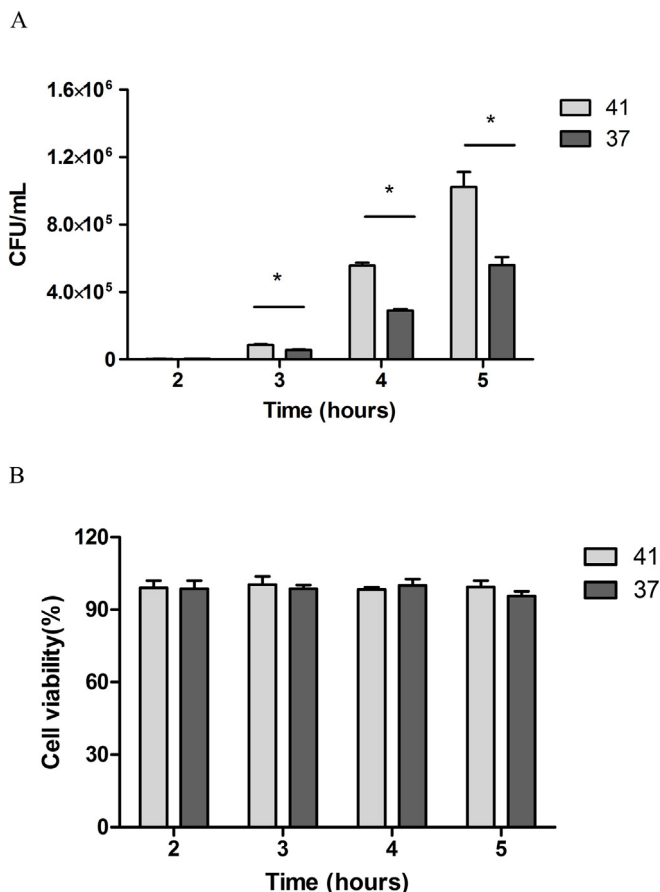 A
1.6×10⁶
1.2×10⁶
8.0×10⁵
4.0×10⁵
0
CFU/mL
*
*
*
41
37
2 3 4 5
Time (hours)
B
120
90
60
30
0
Cell viability(%)
41
37
2 3 4 5
Time (hours)